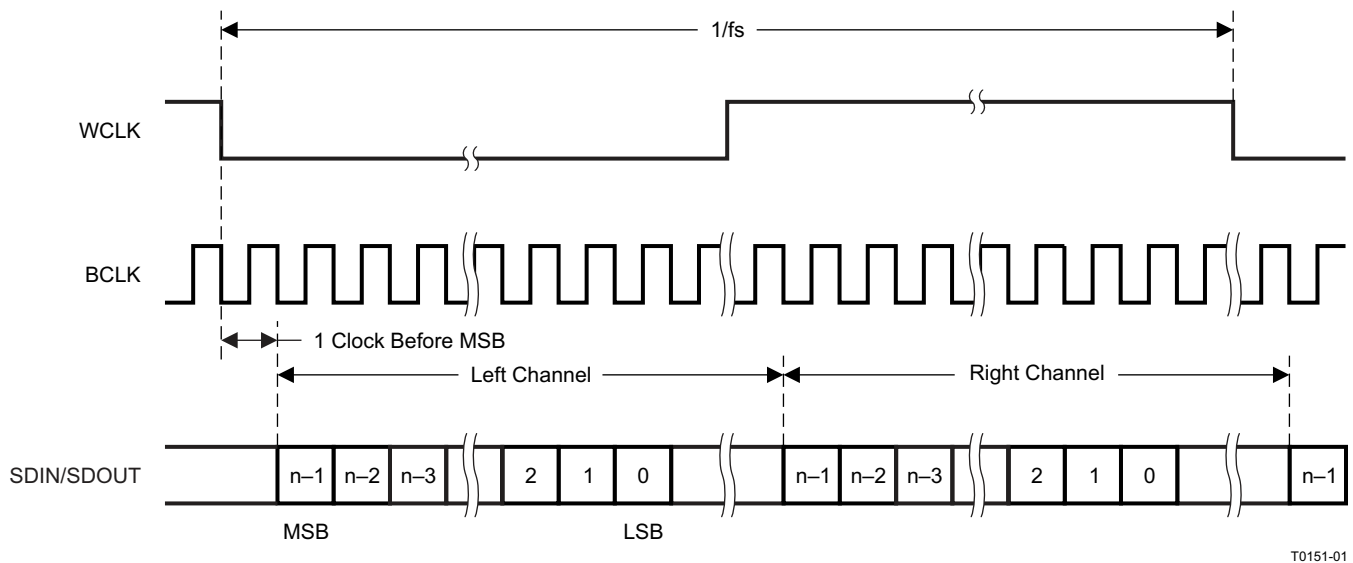 1/fs
WCLK
BCLK
1 Clock Before MSB
Left Channel
Right Channel
SDIN/SDOUT
n–1 n–2 n–3 2 1 0 n–1 n–2 n–3 2 1 0 n–1
MSB LSB
T0151-01